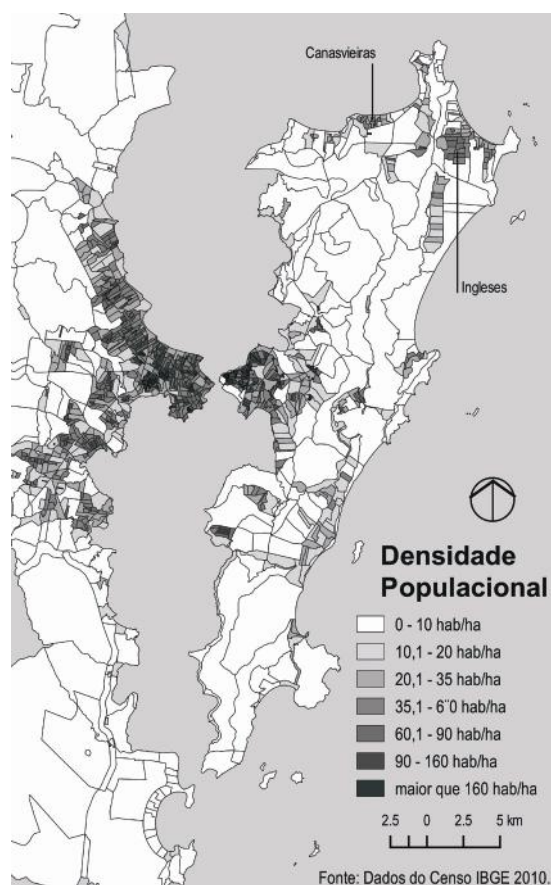 Canasvieiras
Ingleses
Densidade
Populacional
0 - 10 hab/ha
10,1 - 20 hab/ha
20,1 - 35 hab/ha
35,1 - 6¨0 hab/ha
60,1 - 90 hab/ha
90 - 160 hab/ha
maior que 160 hab/ha
2.5 0 2.5 5 km
Fonte: Dados do Censo IBGE 2010.